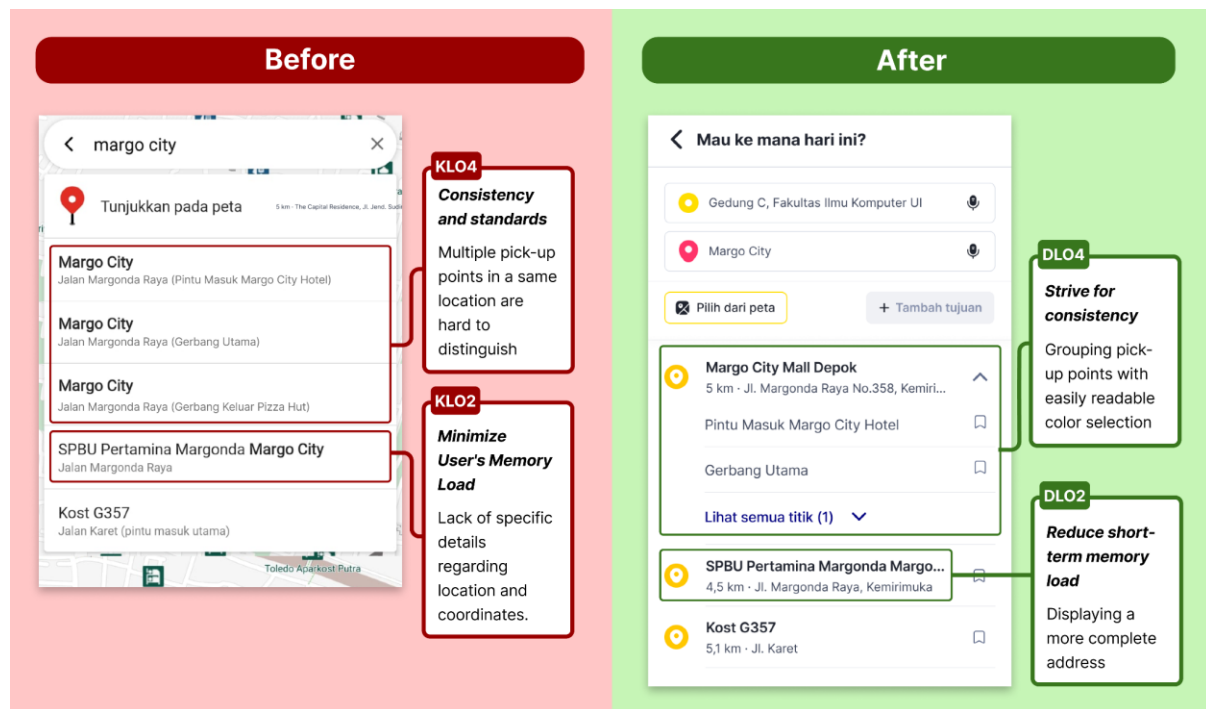 Before
margo city
Tunjukkan pada peta
5 km · The Capital Residence, Jl. Jend. Sudi
Margo City
Jalan Margonda Raya (Pintu Masuk Margo City Hotel)
Margo City
Jalan Margonda Raya (Gerbang Utama)
Margo City
Jalan Margonda Raya (Gerbang Keluar Pizza Hut)
SPBU Pertamina Margonda Margo City
Jalan Margonda Raya
Kost G357
Jalan Karet (pintu masuk utama)
Toledo Aparkost Putra
KLO4
Consistency
and standards
Multiple pick-up
points in a same
location are
hard to
distinguish
KLO2
Minimize
User's Memory
Load
Lack of specific
details
regarding
location and
coordinates.
After
Mau ke mana hari ini?
Gedung C, Fakultas Ilmu Komputer UI
Margo City
Pilih dari peta
+ Tambah tujuan
Margo City Mall Depok
5 km · Jl. Margonda Raya No.358, Kemiri...
Pintu Masuk Margo City Hotel
Gerbang Utama
Lihat semua titik (1)
SPBU Pertamina Margonda Margo...
4,5 km · Jl. Margonda Raya, Kemirimuka
Kost G357
5,1 km · Jl. Karet
DLO4
Strive for
consistency
Grouping pick-
up points with
easily readable
color selection
DLO2
Reduce short-
term memory
load
Displaying a
more complete
address